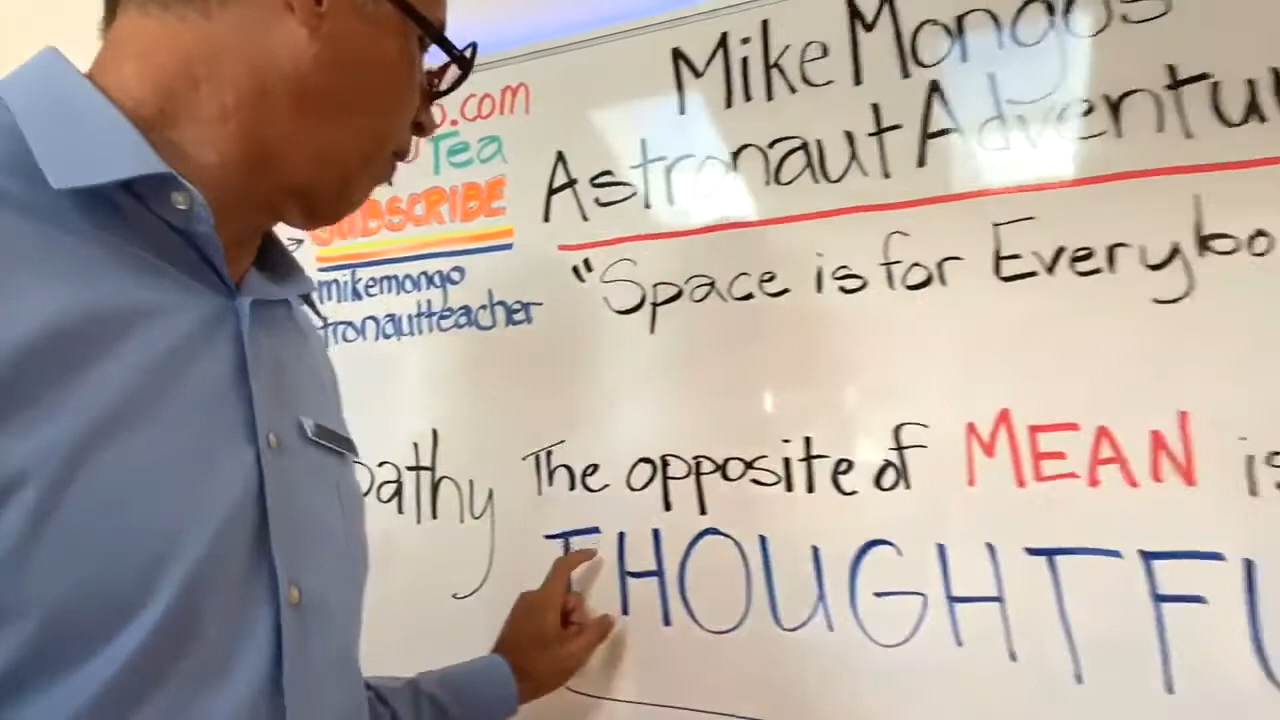 Mike Mongo's
.com
Tea
Astronaut Adventu
SUBSCRIBE
mikemongo
tronautteacher
"Space is for Everybo
pathy
The opposite of MEAN is
THOUGHTFU